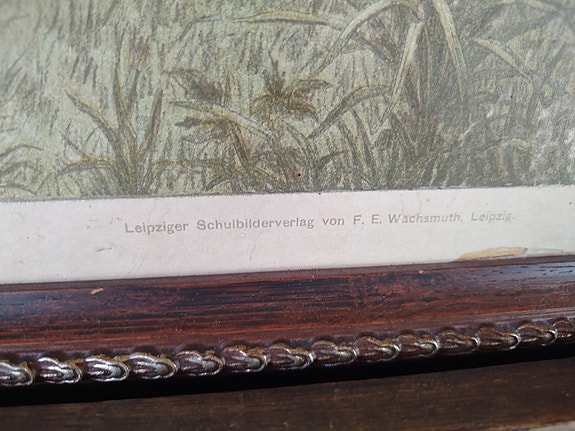 Leipziger Schulbilderverlag von F. E. Wachsmuth, Leipzig.